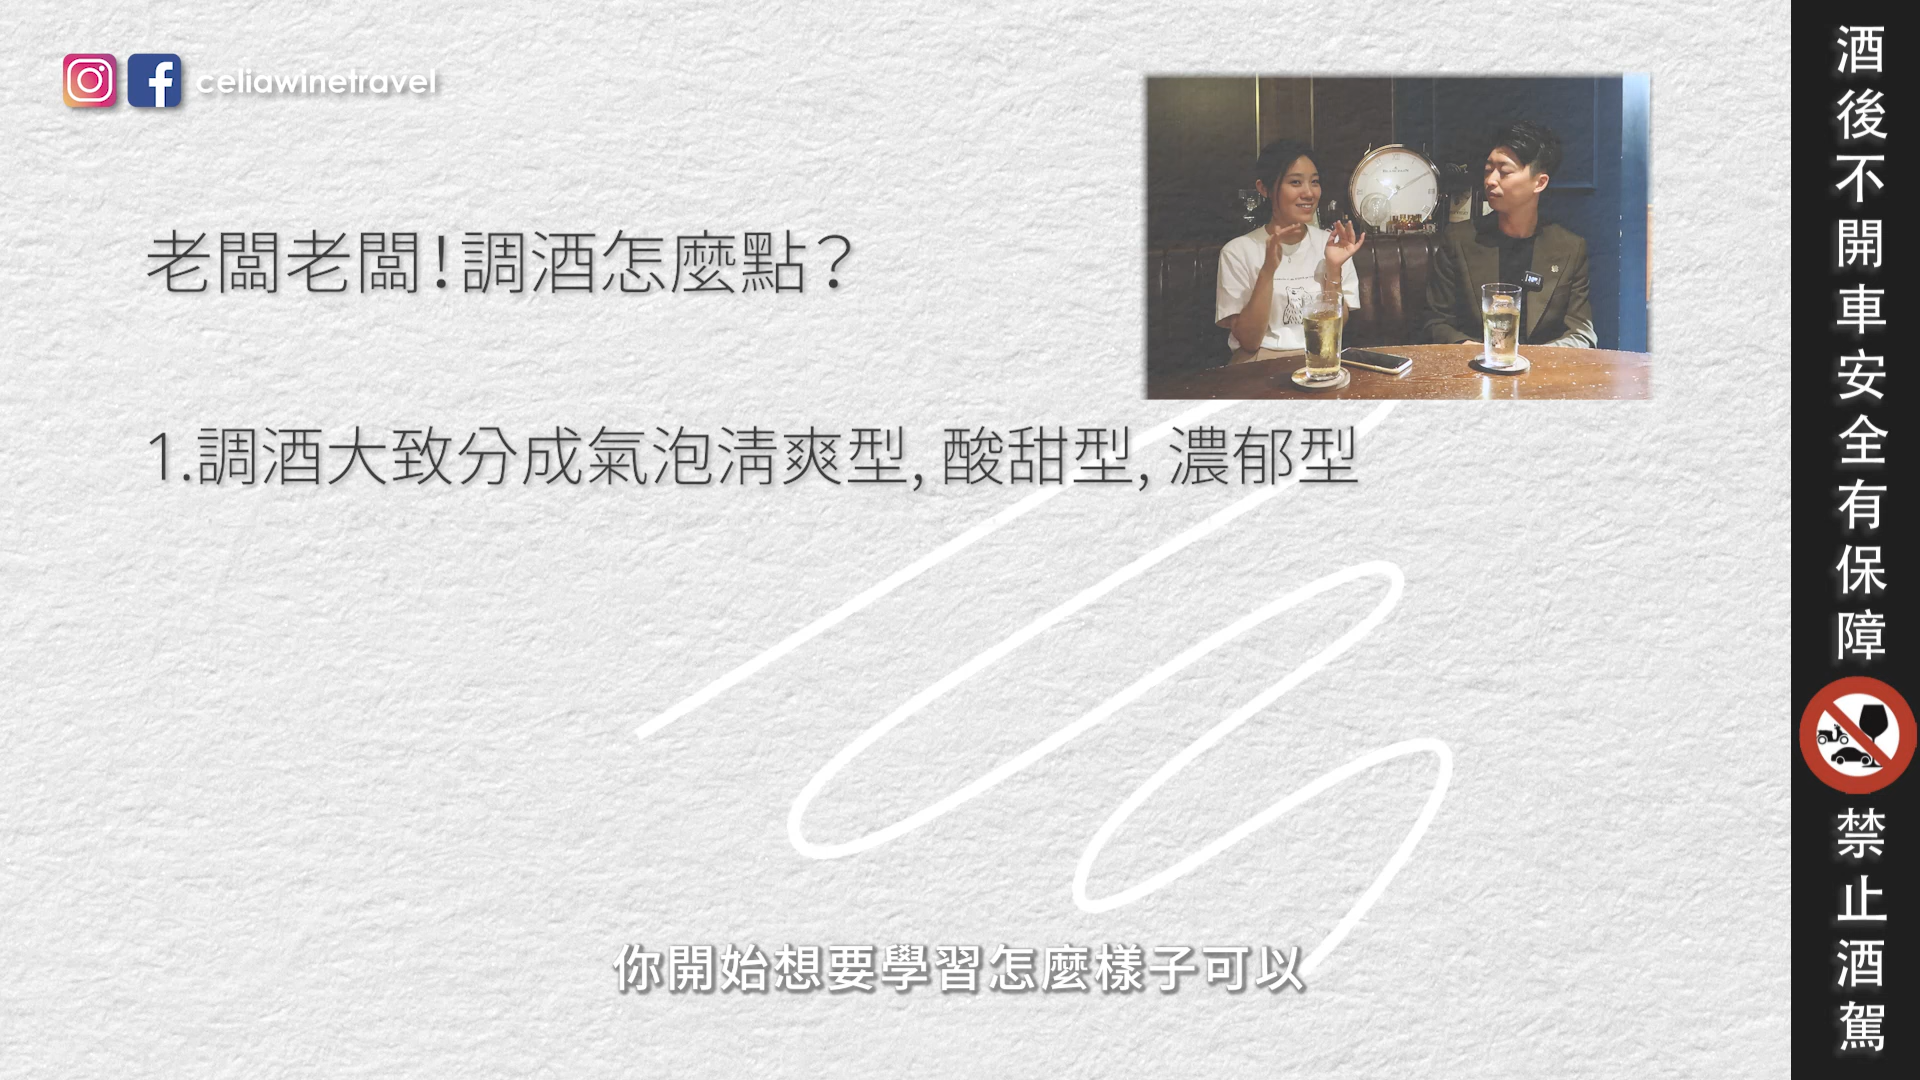 celiawinetravel
老闆老闆!調酒怎麼點?
1.調酒大致分成氣泡清爽型, 酸甜型, 濃郁型
你開始想要學習怎麼樣子可以
酒後不開車安全有保障
禁止酒駕